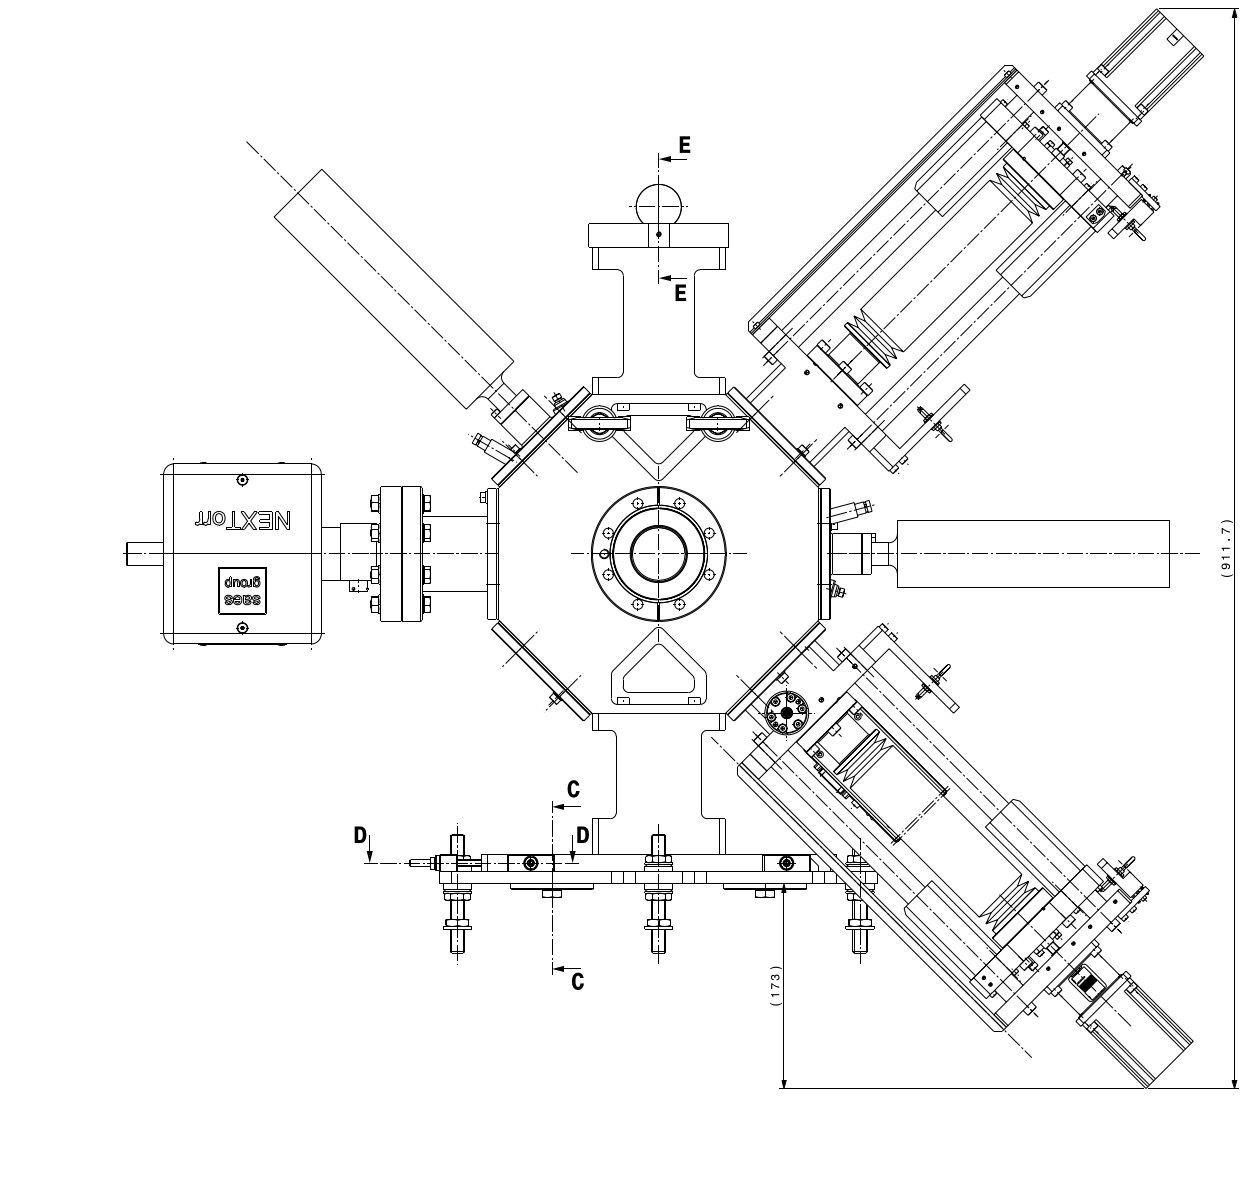 E
E
NEXTorr
saes
group
(911.7)
C
D
D
(173)
C